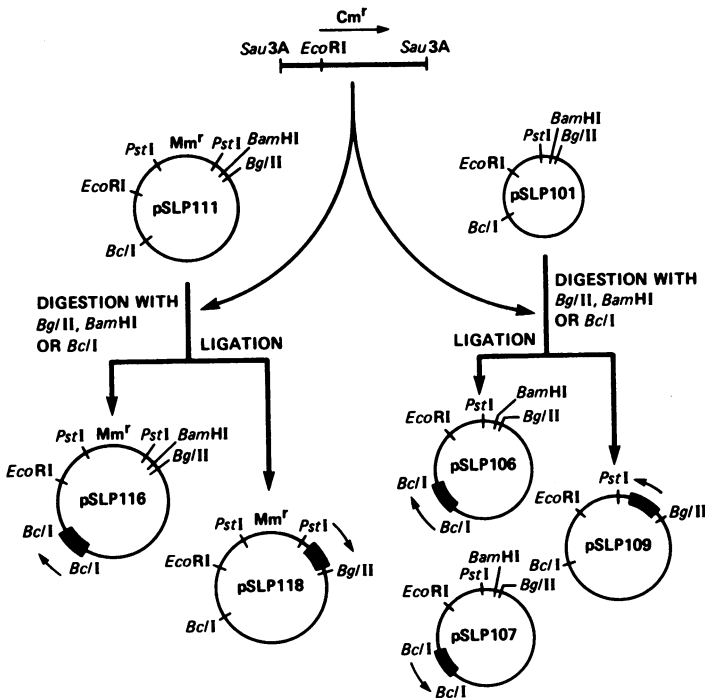 Cmʳ
Sau3A EcoRI Sau3A
Mmʳ
PstI PstI BamHI
BglII
EcoRI
pSLP111
BclI
BamHI
PstI BglII
EcoRI
pSLP101
BclI
DIGESTION WITH
BglII, BamHI
OR BclI
LIGATION
DIGESTION WITH
BglII, BamHI
OR BclI
LIGATION
PstI Mmʳ PstI BamHI
BglII
EcoRI
pSLP116
BclI
BclI
PstI Mmʳ PstI
EcoRI
BglII
pSLP118
BclI
PstI BamHI
EcoRI BglII
pSLP106
BclI
BclI
PstI
EcoRI
BglII
pSLP109
BclI
BamHI
PstI BglII
EcoRI
pSLP107
BclI
BclI